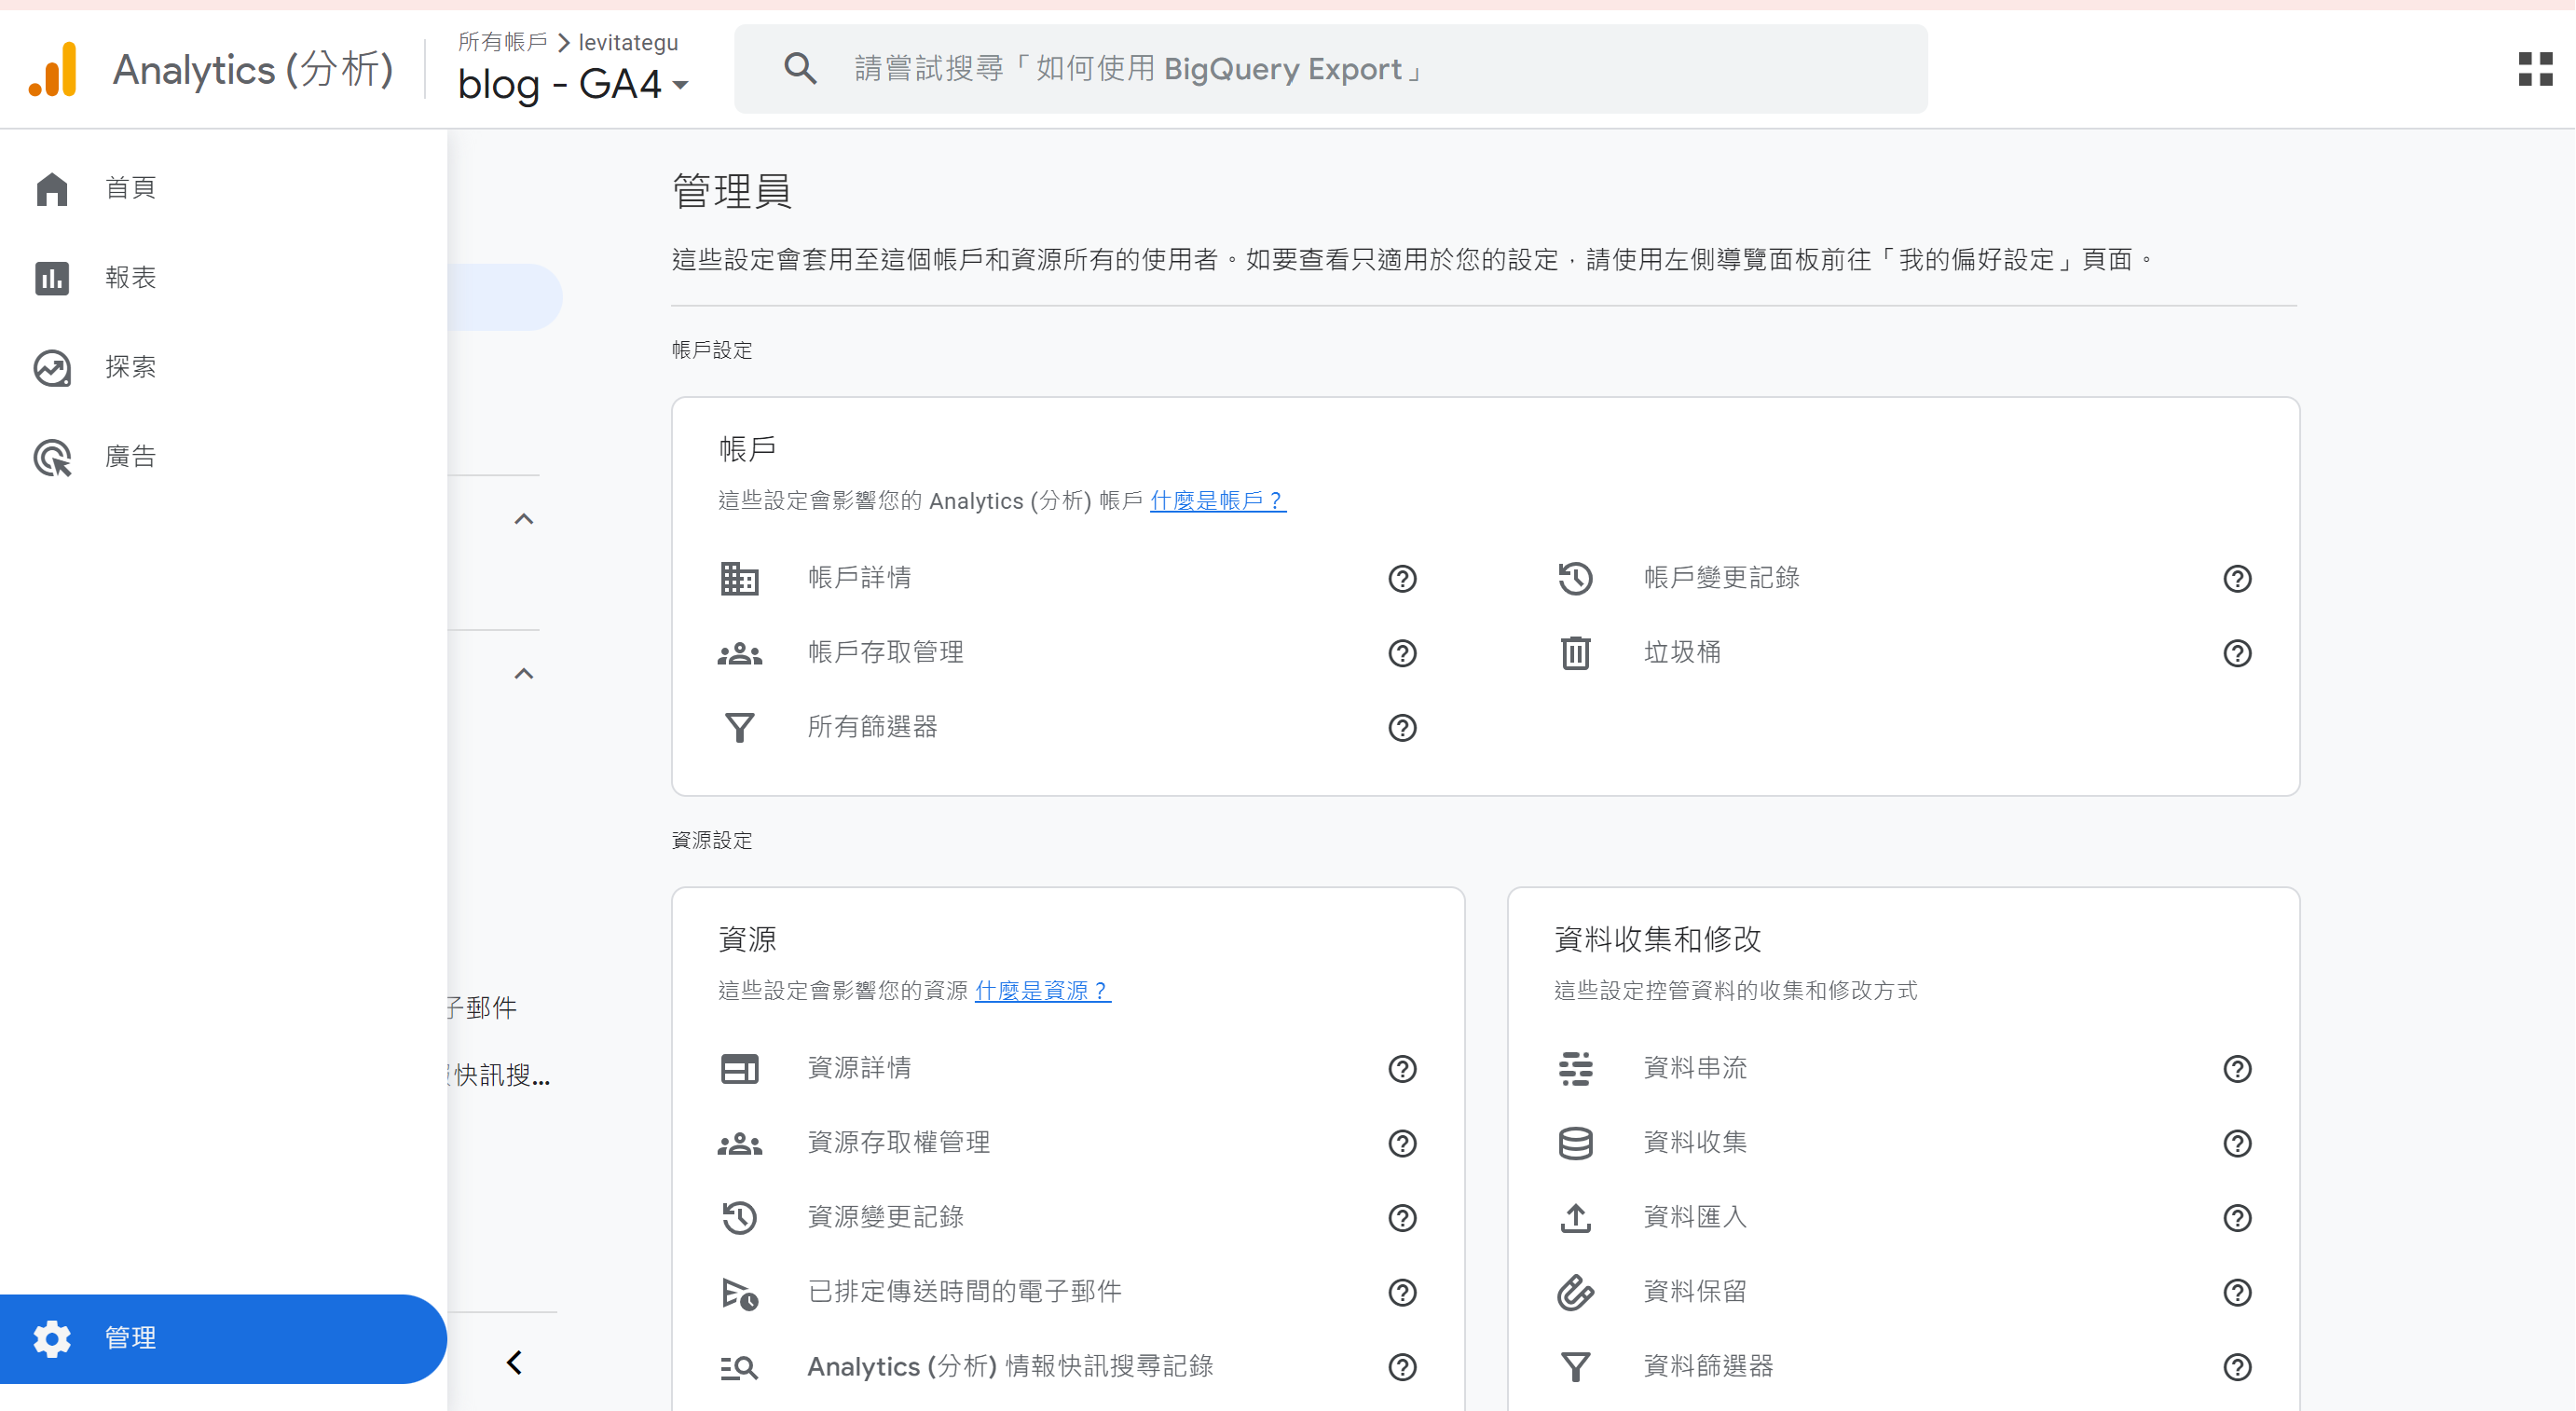 Analytics (分析)
所有帳戶 > levitategu
blog - GA4
請嘗試搜尋「如何使用 BigQuery Export」
首頁
報表
探索
廣告
管理
子郵件
快訊搜...
管理員
這些設定會套用至這個帳戶和資源所有的使用者。如要查看只適用於您的設定，請使用左側導覽面板前往「我的偏好設定」頁面。
帳戶設定
帳戶
這些設定會影響您的 Analytics (分析) 帳戶 什麼是帳戶？
帳戶詳情
帳戶變更記錄
帳戶存取管理
垃圾桶
所有篩選器
資源設定
資源
這些設定會影響您的資源 什麼是資源？
資源詳情
資源存取權管理
資源變更記錄
已排定傳送時間的電子郵件
Analytics (分析) 情報快訊搜尋記錄
資料收集和修改
這些設定控管資料的收集和修改方式
資料串流
資料收集
資料匯入
資料保留
資料篩選器